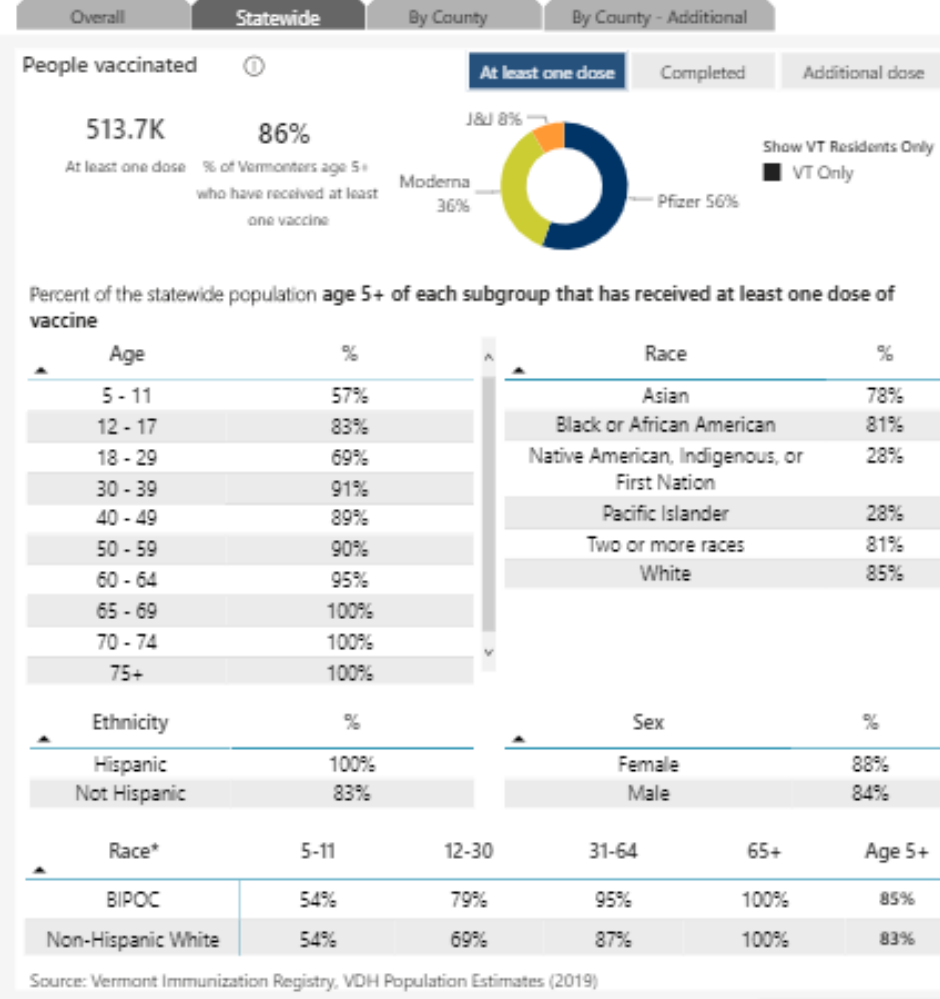 Overall Statewide By County By County - Additional
People vaccinated
At least one dose Completed Additional dose
513.7K
At least one dose
86%
% of Vermonters age 5+
who have received at least
one vaccine
J&J 8%
Moderna
36%
Pfizer 56%
Show VT Residents Only
VT Only
Percent of the statewide population age 5+ of each subgroup that has received at least one dose of
vaccine
Age %
5 - 11 57%
12 - 17 83%
18 - 29 69%
30 - 39 91%
40 - 49 89%
50 - 59 90%
60 - 64 95%
65 - 69 100%
70 - 74 100%
75+ 100%
Race %
Asian 78%
Black or African American 81%
Native American, Indigenous, or 28%
First Nation
Pacific Islander 28%
Two or more races 81%
White 85%
Ethnicity %
Hispanic 100%
Not Hispanic 83%
Sex %
Female 88%
Male 84%
Race* 5-11 12-30 31-64 65+ Age 5+
BIPOC 54% 79% 95% 100% 85%
Non-Hispanic White 54% 69% 87% 100% 83%
Source: Vermont Immunization Registry, VDH Population Estimates (2019)